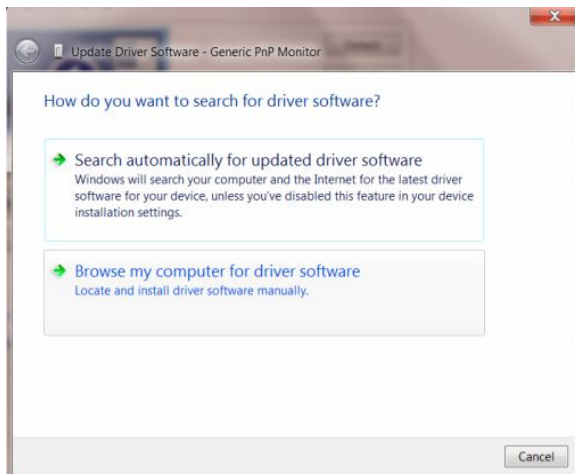 Update Driver Software - Generic PnP Monitor
How do you want to search for driver software?
Search automatically for updated driver software
Windows will search your computer and the Internet for the latest driver
software for your device, unless you've disabled this feature in your device
installation settings.
Browse my computer for driver software
Locate and install driver software manually.
Cancel